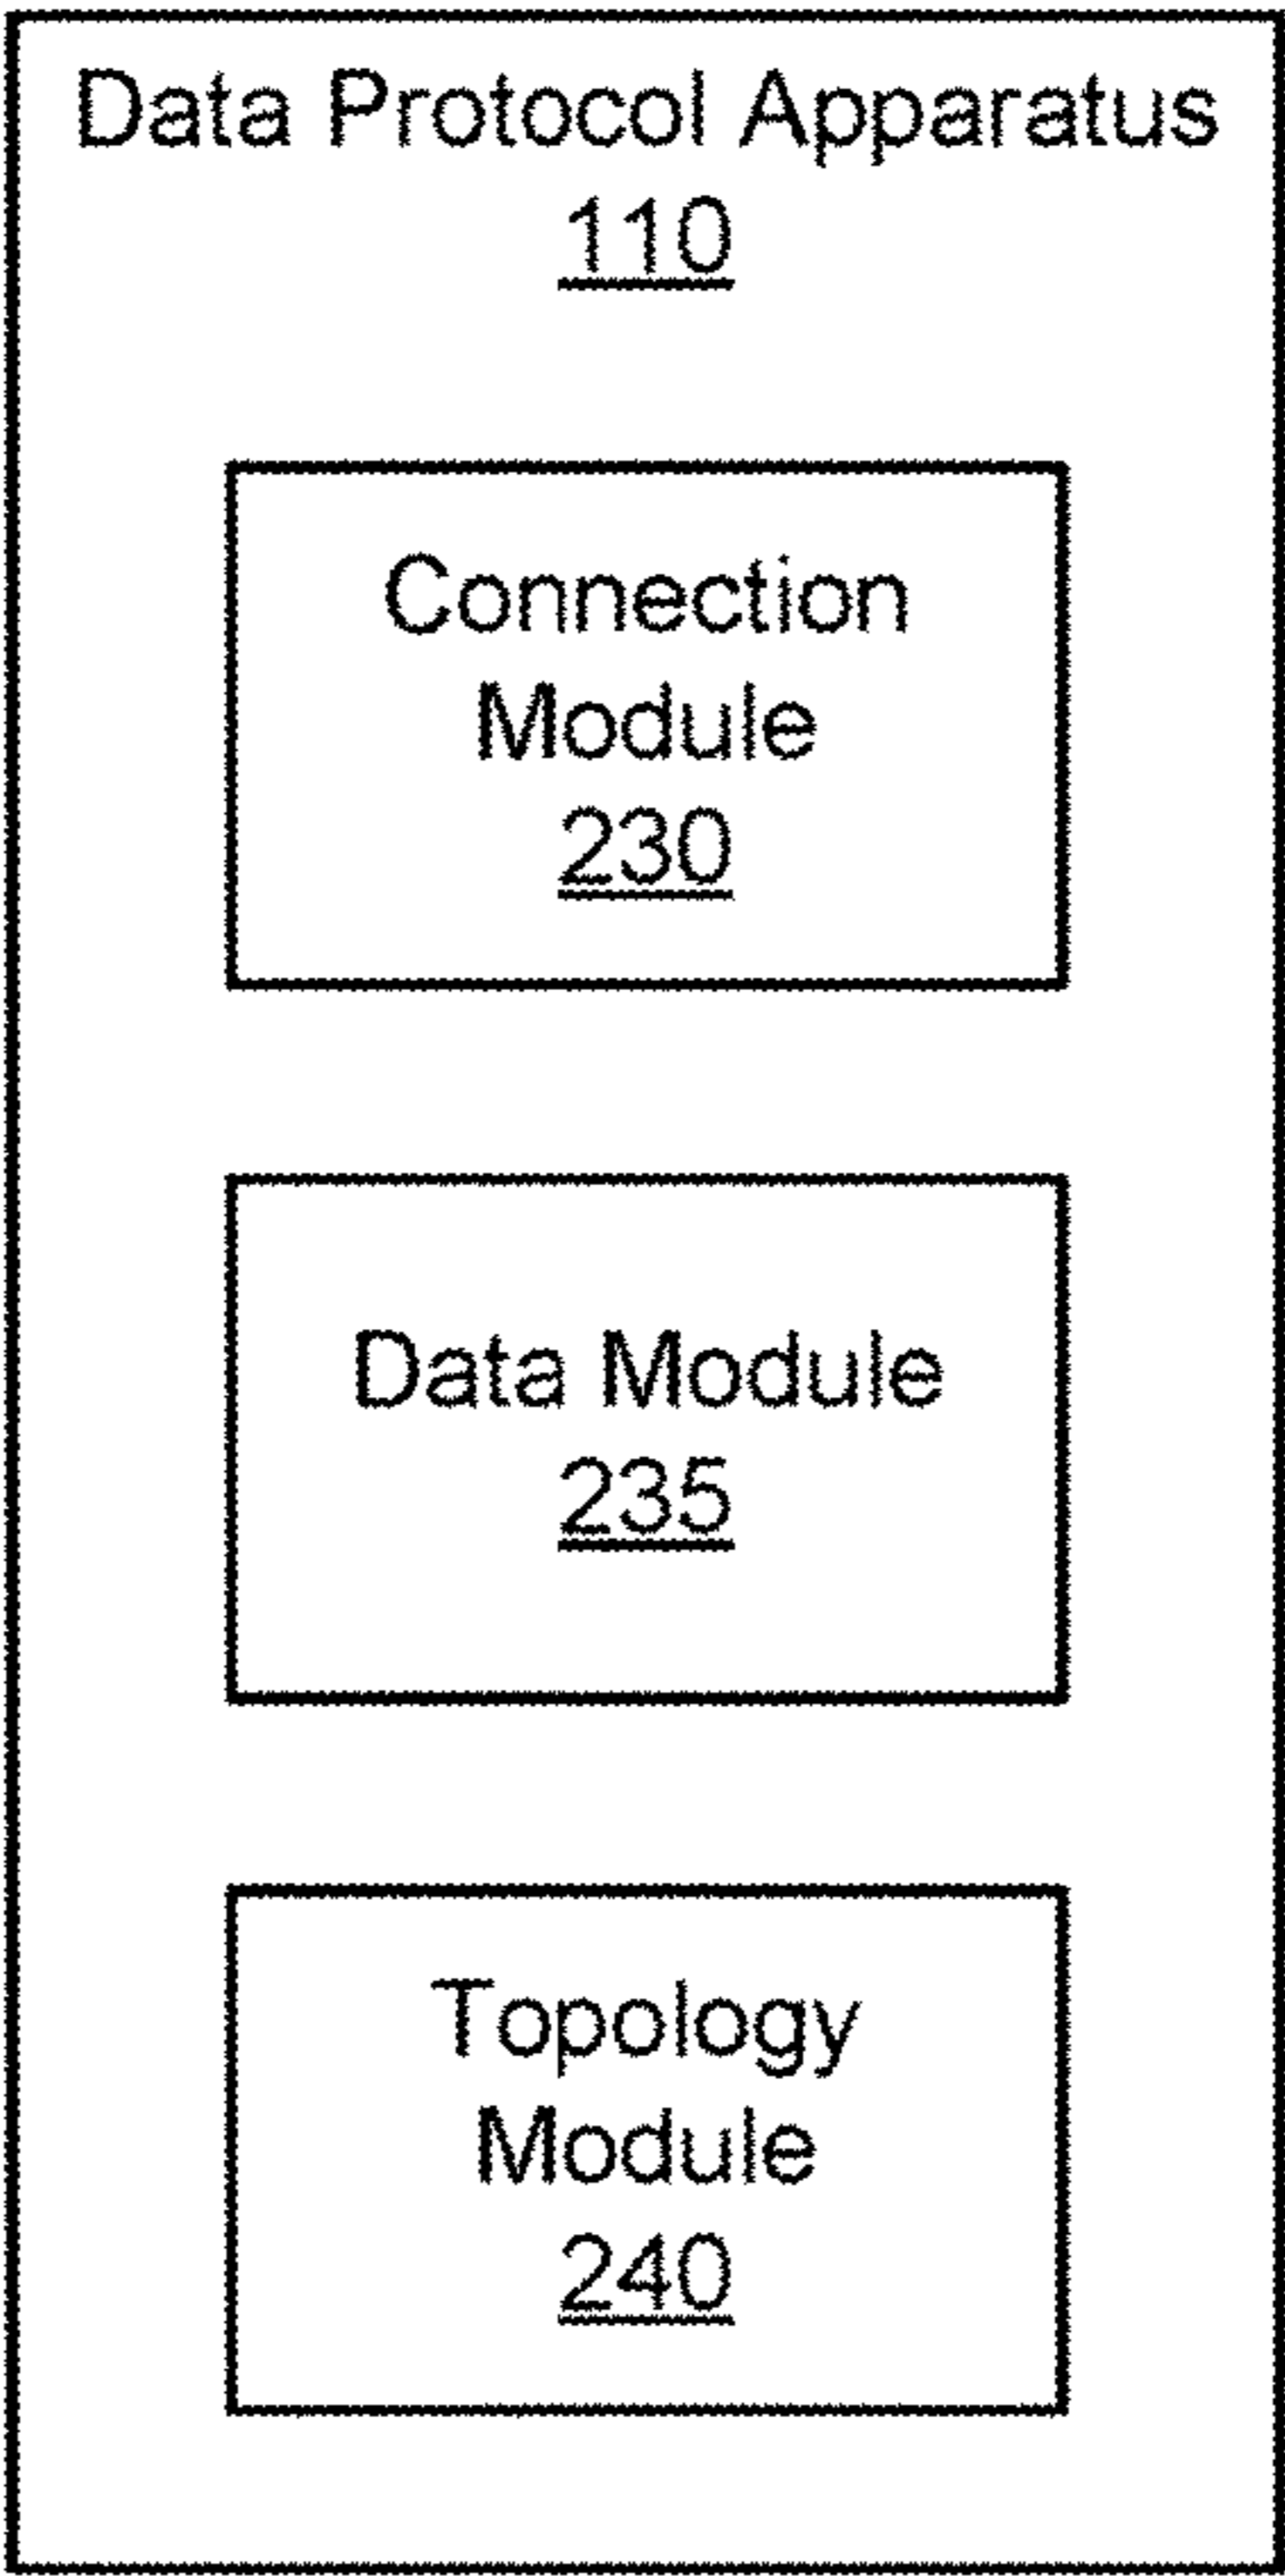 Data Protocol Apparatus
110
Connection
Module
230
Data Module
235
Topology
Module
240